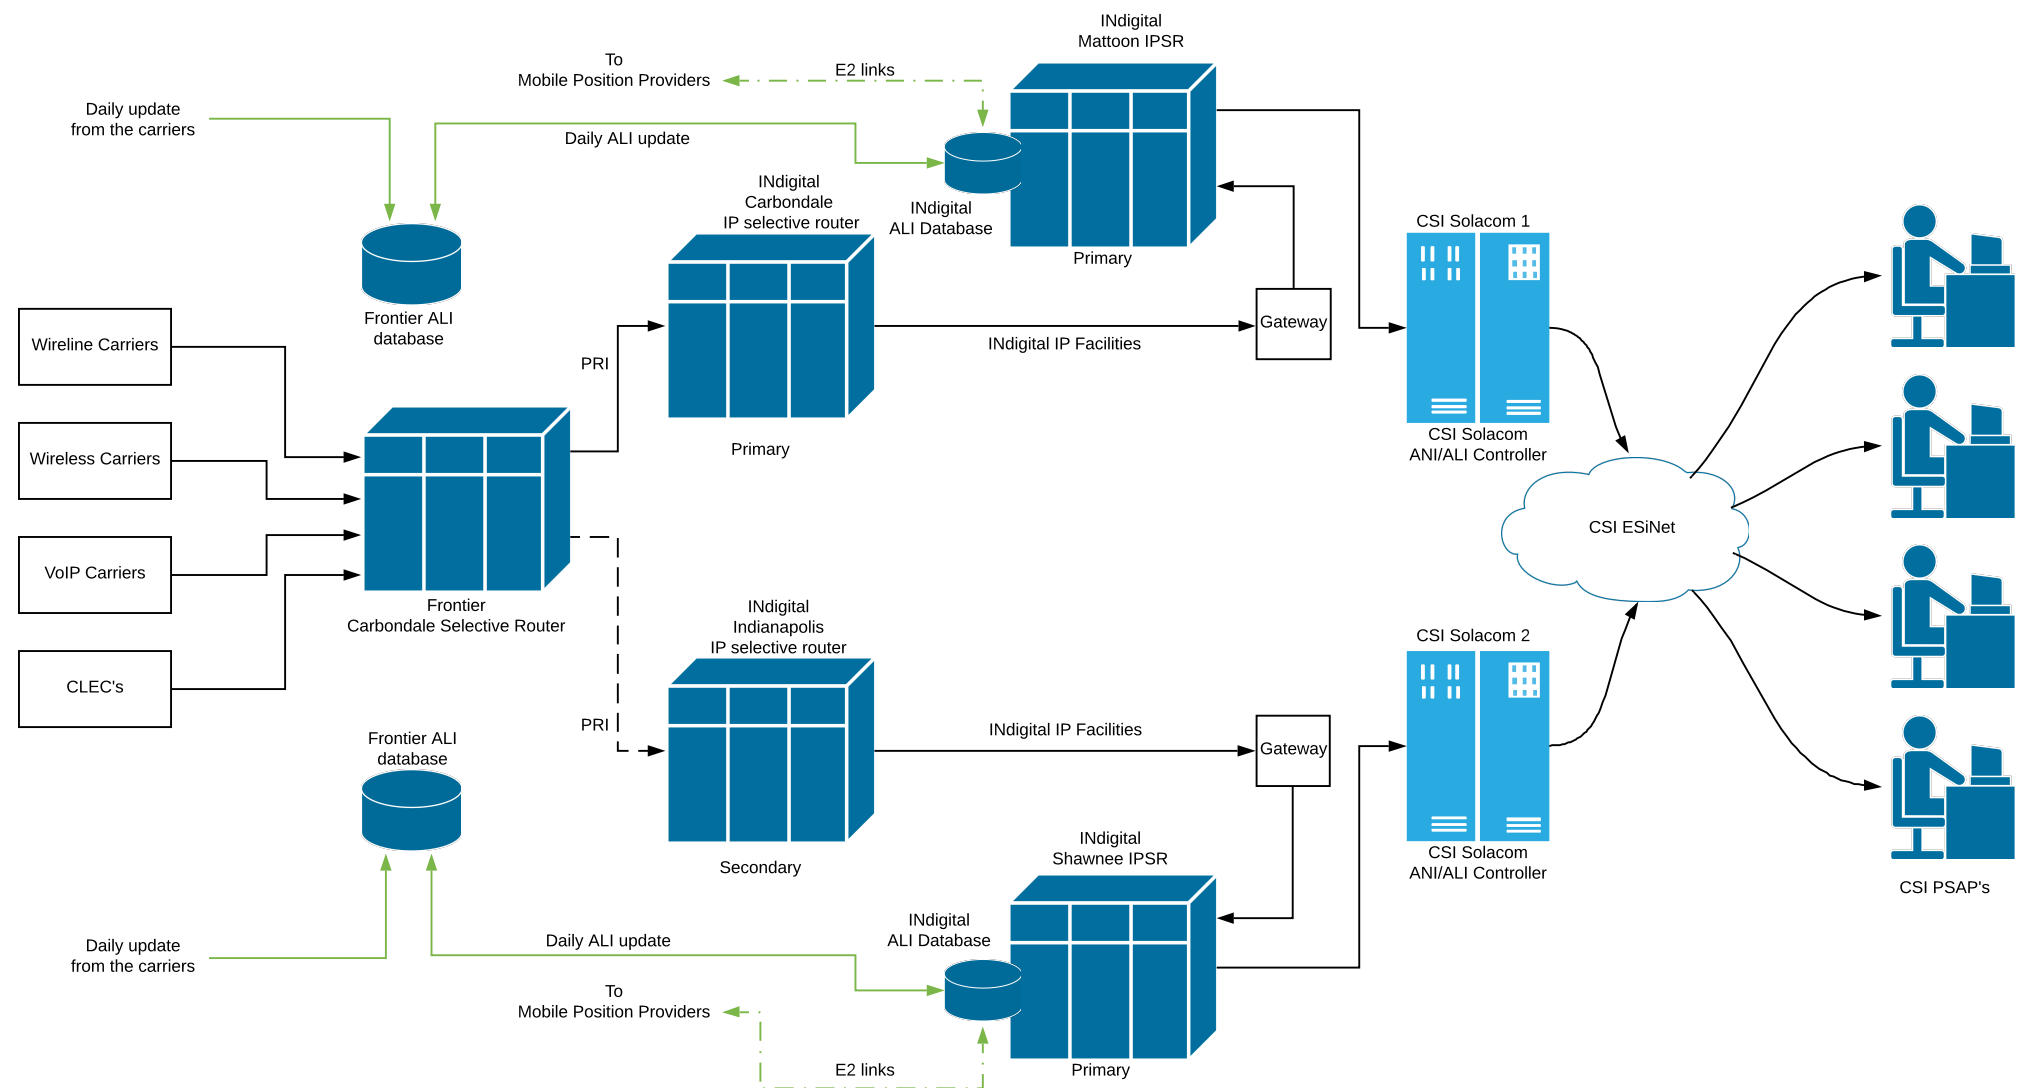 INdigital
Mattoon IPSR
To
Mobile Position Providers
E2 links
Daily update
from the carriers
Daily ALI update
INdigital
Carbondale
IP selective router
INdigital
ALI Database
Primary
CSI Solacom 1
Frontier ALI
database
Wireline Carriers
Gateway
INdigital IP Facilities
PRI
Primary
CSI Solacom
ANI/ALI Controller
Wireless Carriers
CSI ESiNet
VoIP Carriers
Frontier
Carbondale Selective Router
INdigital
Indianapolis
IP selective router
CSI Solacom 2
CLEC's
PRI
INdigital IP Facilities
Gateway
Frontier ALI
database
Secondary
INdigital
Shawnee IPSR
CSI Solacom
ANI/ALI Controller
CSI PSAP's
INdigital
ALI Database
Daily update
from the carriers
Daily ALI update
To
Mobile Position Providers
E2 links
Primary